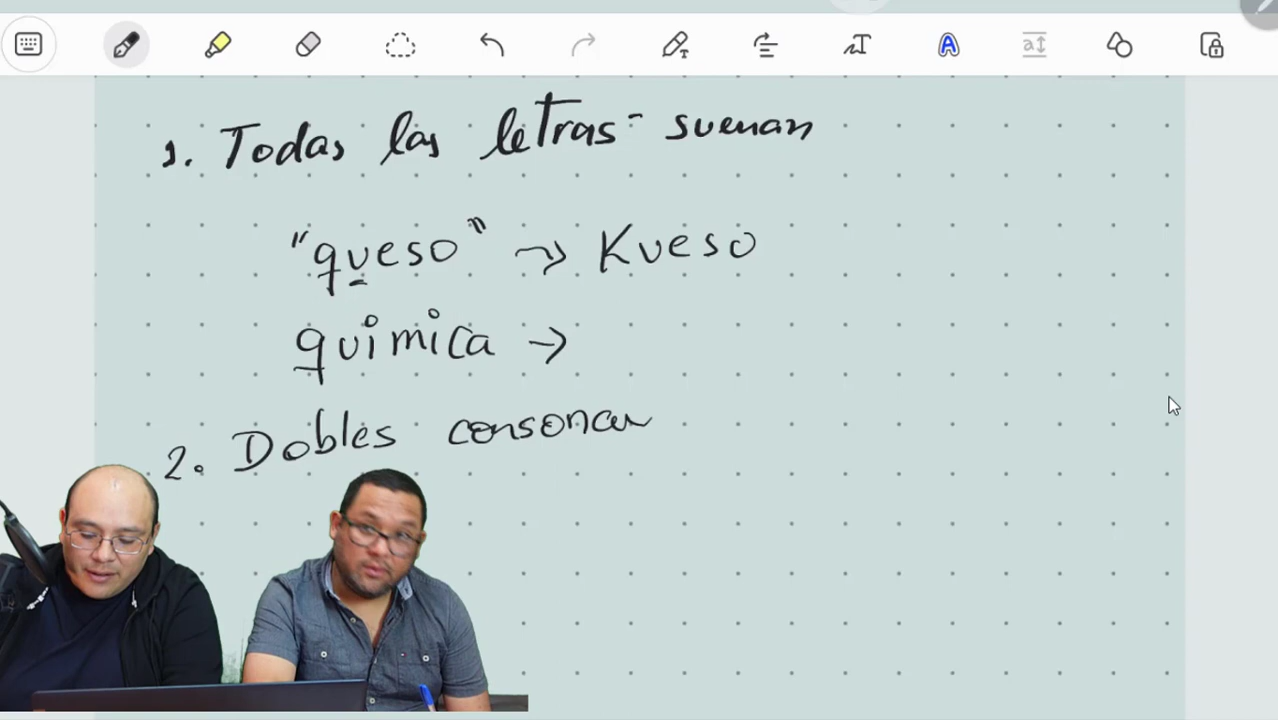 1. Todas las letras suenan
"queso" → Kueso
quimica →
2. Dobles consonan